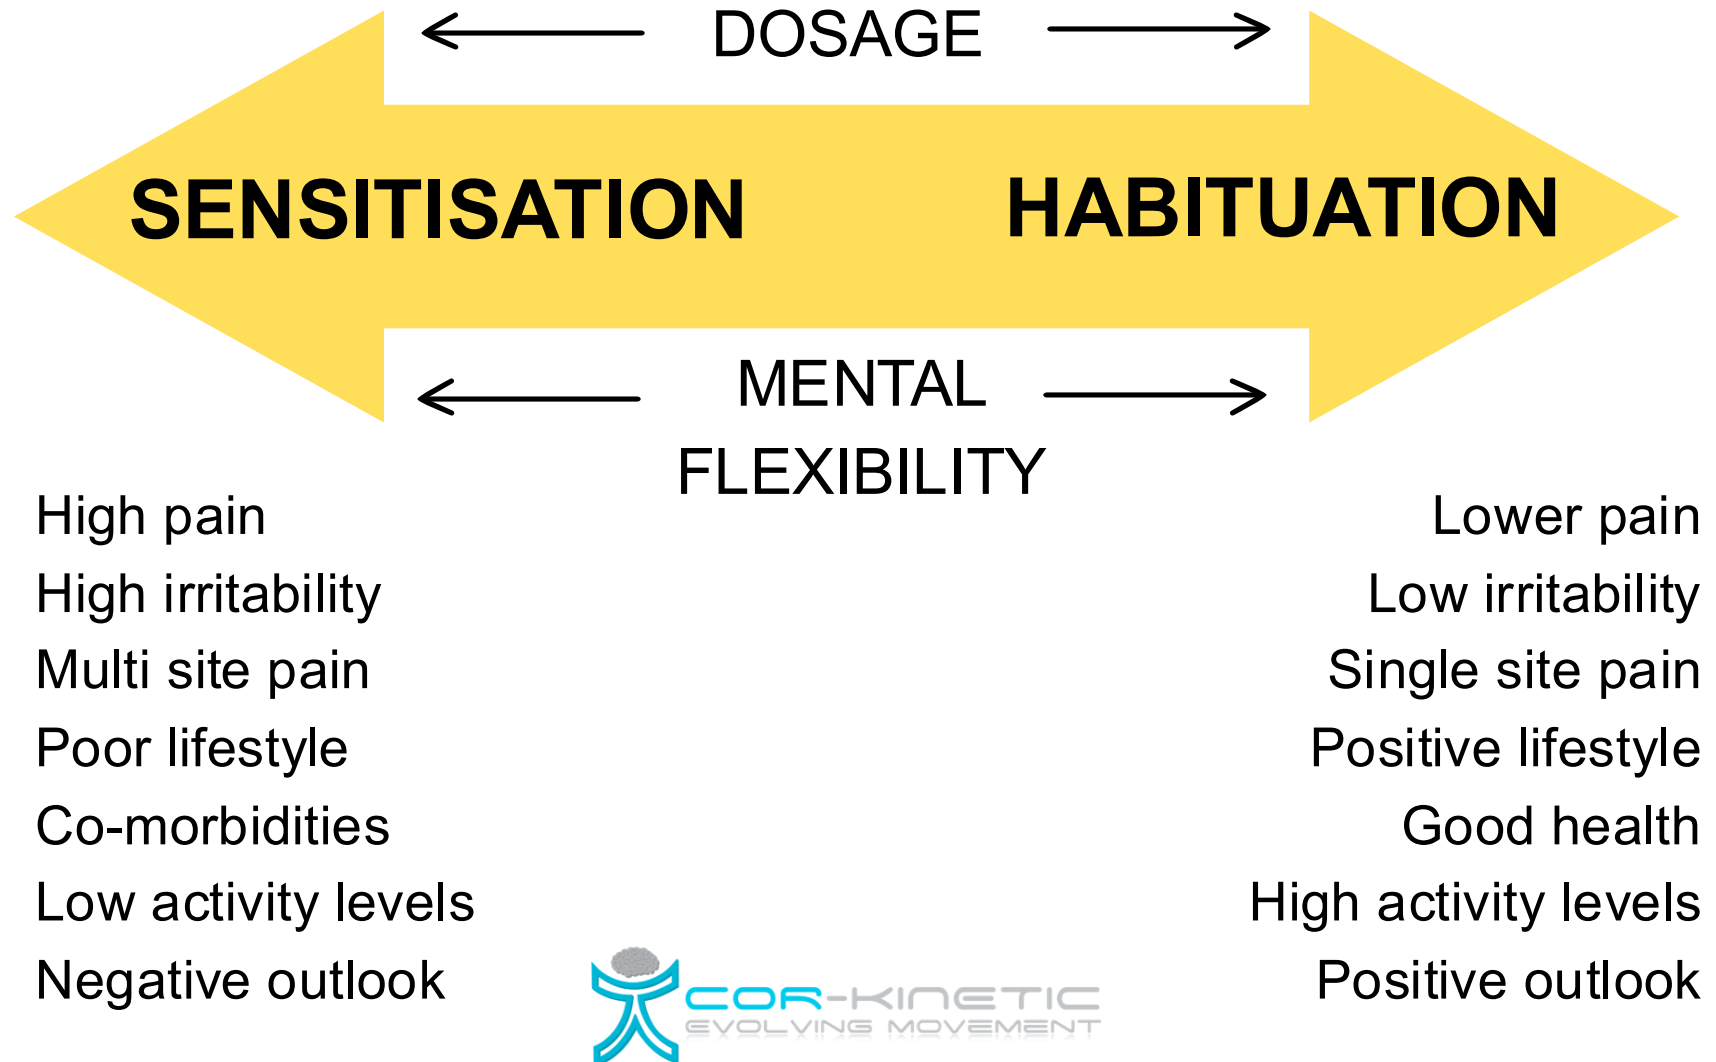 DOSAGE
SENSITISATION
HABITUATION
MENTAL
FLEXIBILITY
High pain
High irritability
Multi site pain
Poor lifestyle
Co-morbidities
Low activity levels
Negative outlook
Lower pain
Low irritability
Single site pain
Positive lifestyle
Good health
High activity levels
Positive outlook
COR-KINETIC
EVOLVING MOVEMENT